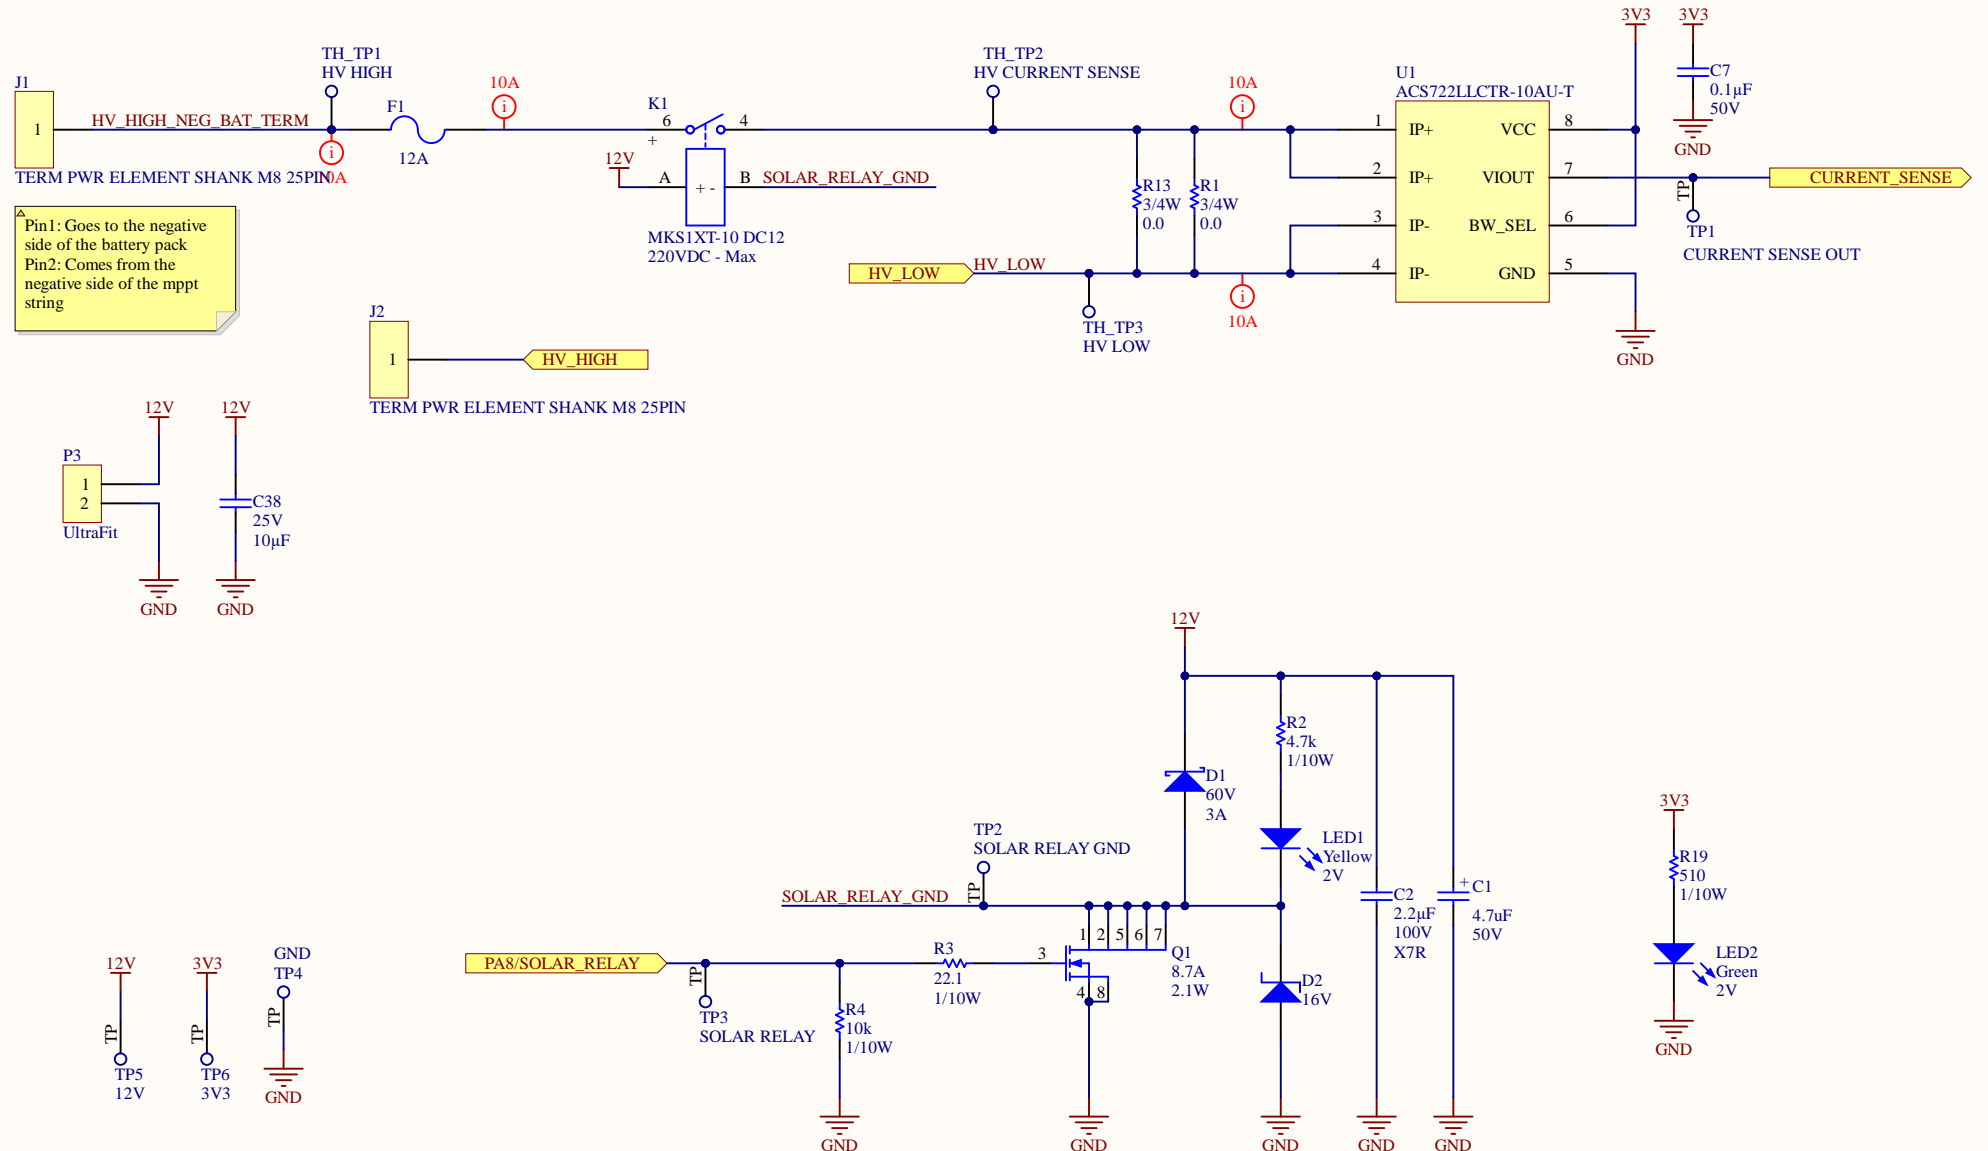 J1
1
HV_HIGH_NEG_BAT_TERM
TERM PWR ELEMENT SHANK M8 25PIN
TH_TP1
HV HIGH
i
10A
F1
12A
10A
i
K1
6
4
+
12V
A
+ -
B
SOLAR_RELAY_GND
MKS1XT-10 DC12
220VDC - Max
TH_TP2
HV CURRENT SENSE
R13
3/4W
0.0
R1
3/4W
0.0
10A
i
HV_LOW
HV_LOW
TH_TP3
HV LOW
i
10A
U1
ACS722LLCTR-10AU-T
1
IP+
VCC
8
2
IP+
VIOUT
7
3
IP-
BW_SEL
6
4
IP-
GND
5
3V3
3V3
C7
0.1µF
50V
GND
CURRENT_SENSE
TP
TP1
CURRENT SENSE OUT
GND
Pin1: Goes to the negative
side of the battery pack
Pin2: Comes from the
negative side of the mppt
string
J2
1
HV_HIGH
TERM PWR ELEMENT SHANK M8 25PIN
12V
12V
P3
1
2
UltraFit
C38
25V
10µF
GND
GND
12V
R2
4.7k
1/10W
D1
60V
3A
LED1
Yellow
2V
C2
2.2µF
100V
X7R
+
C1
4.7uF
50V
TP2
SOLAR RELAY GND
TP
SOLAR_RELAY_GND
1
2
5
6
7
3
4
8
Q1
8.7A
2.1W
D2
16V
PA8/SOLAR_RELAY
TP
TP3
SOLAR RELAY
R3
22.1
1/10W
R4
10k
1/10W
GND
GND
GND
GND
GND
3V3
R19
510
1/10W
LED2
Green
2V
GND
12V
TP
TP5
12V
3V3
TP
TP6
3V3
GND
TP4
TP
GND